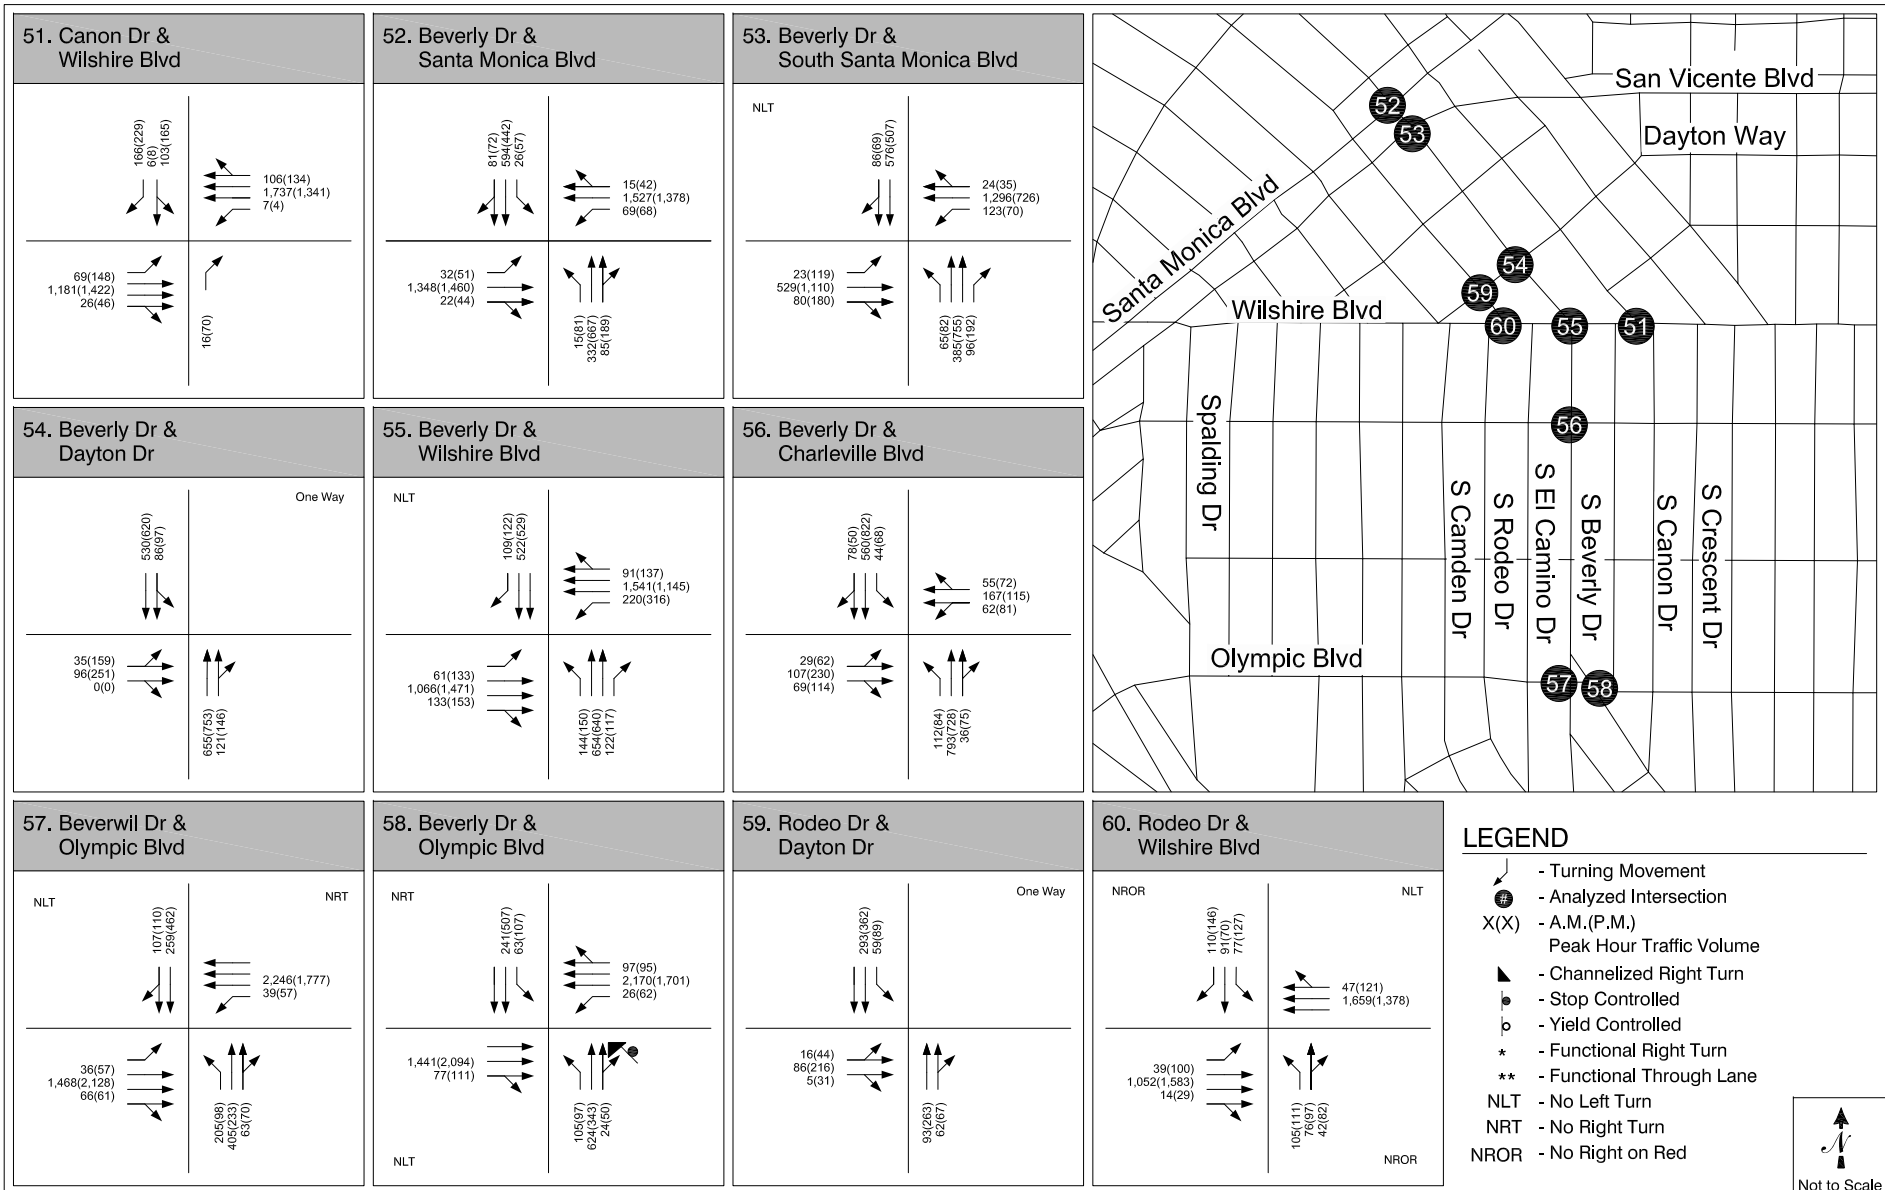 51. Canon Dr &
Wilshire Blvd
166(229)
6(8)
103(165)
106(134)
1,737(1,341)
7(4)
69(148)
1,181(1,422)
26(46)
16(70)
52. Beverly Dr &
Santa Monica Blvd
81(72)
594(442)
26(57)
15(42)
1,527(1,378)
69(68)
32(51)
1,348(1,460)
22(44)
15(81)
332(667)
85(189)
53. Beverly Dr &
South Santa Monica Blvd
NLT
86(69)
576(507)
24(35)
1,296(726)
123(70)
23(119)
529(1,110)
80(180)
65(82)
385(755)
96(192)
54. Beverly Dr &
Dayton Dr
One Way
530(620)
86(97)
35(159)
96(251)
0(0)
655(753)
121(146)
55. Beverly Dr &
Wilshire Blvd
NLT
109(122)
522(529)
91(137)
1,541(1,145)
220(316)
61(133)
1,066(1,471)
133(153)
144(150)
654(640)
122(117)
56. Beverly Dr &
Charleville Blvd
78(50)
560(822)
44(68)
55(72)
167(115)
62(81)
29(62)
107(230)
69(114)
112(84)
793(728)
36(75)
San Vicente Blvd
Dayton Way
Santa Monica Blvd
Wilshire Blvd
52
53
54
59
60
55
51
56
Spalding Dr
S Camden Dr
S Rodeo Dr
S El Camino Dr
S Beverly Dr
S Canon Dr
S Crescent Dr
Olympic Blvd
57
58
57. Beverwil Dr &
Olympic Blvd
NLT
NRT
107(110)
259(462)
2,246(1,777)
39(57)
36(57)
1,468(2,128)
66(61)
205(98)
405(233)
63(70)
58. Beverly Dr &
Olympic Blvd
NRT
241(507)
63(107)
97(95)
2,170(1,701)
26(62)
1,441(2,094)
77(111)
105(97)
624(343)
24(50)
NLT
59. Rodeo Dr &
Dayton Dr
One Way
293(362)
59(89)
16(44)
86(216)
5(31)
93(263)
62(67)
60. Rodeo Dr &
Wilshire Blvd
NROR
NLT
110(146)
91(70)
77(127)
47(121)
1,659(1,378)
39(100)
1,052(1,583)
14(29)
105(111)
76(97)
42(82)
NROR
LEGEND
- Turning Movement
# - Analyzed Intersection
X(X) - A.M.(P.M.)
Peak Hour Traffic Volume
- Channelized Right Turn
- Stop Controlled
- Yield Controlled
* - Functional Right Turn
** - Functional Through Lane
NLT - No Left Turn
NRT - No Right Turn
NROR - No Right on Red
N
Not to Scale